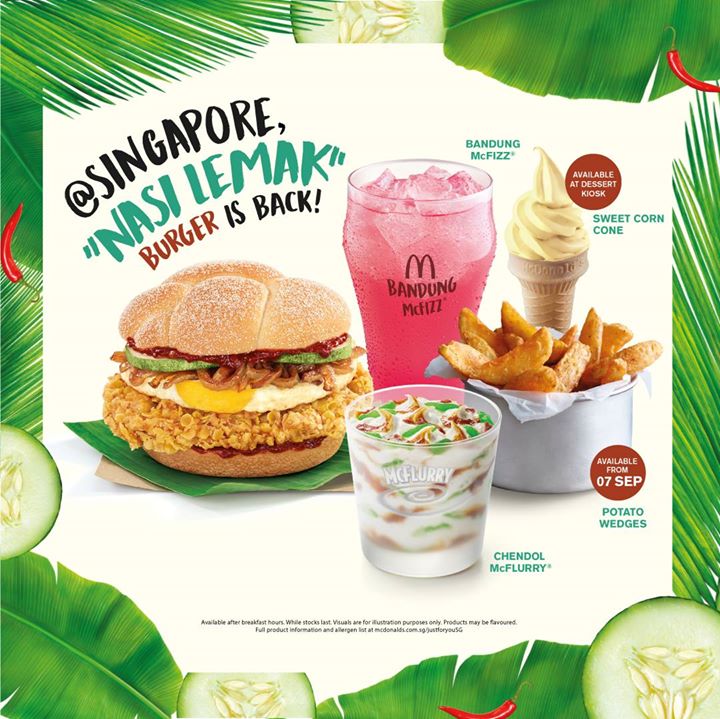 @SINGAPORE,
"NASI LEMAK"
BURGER IS BACK!
BANDUNG
McFIZZ®
AVAILABLE
AT DESSERT
KIOSK
SWEET CORN
CONE
BANDUNG
McFIZZ®
McDonald's
McFLURRY
AVAILABLE
FROM
07 SEP
POTATO
WEDGES
CHENDOL
McFLURRY®
Available after breakfast hours. While stocks last. Visuals are for illustration purposes only. Products may be flavoured.
Full product information and allergen list at mcdonalds.com.sg/justforyouSG